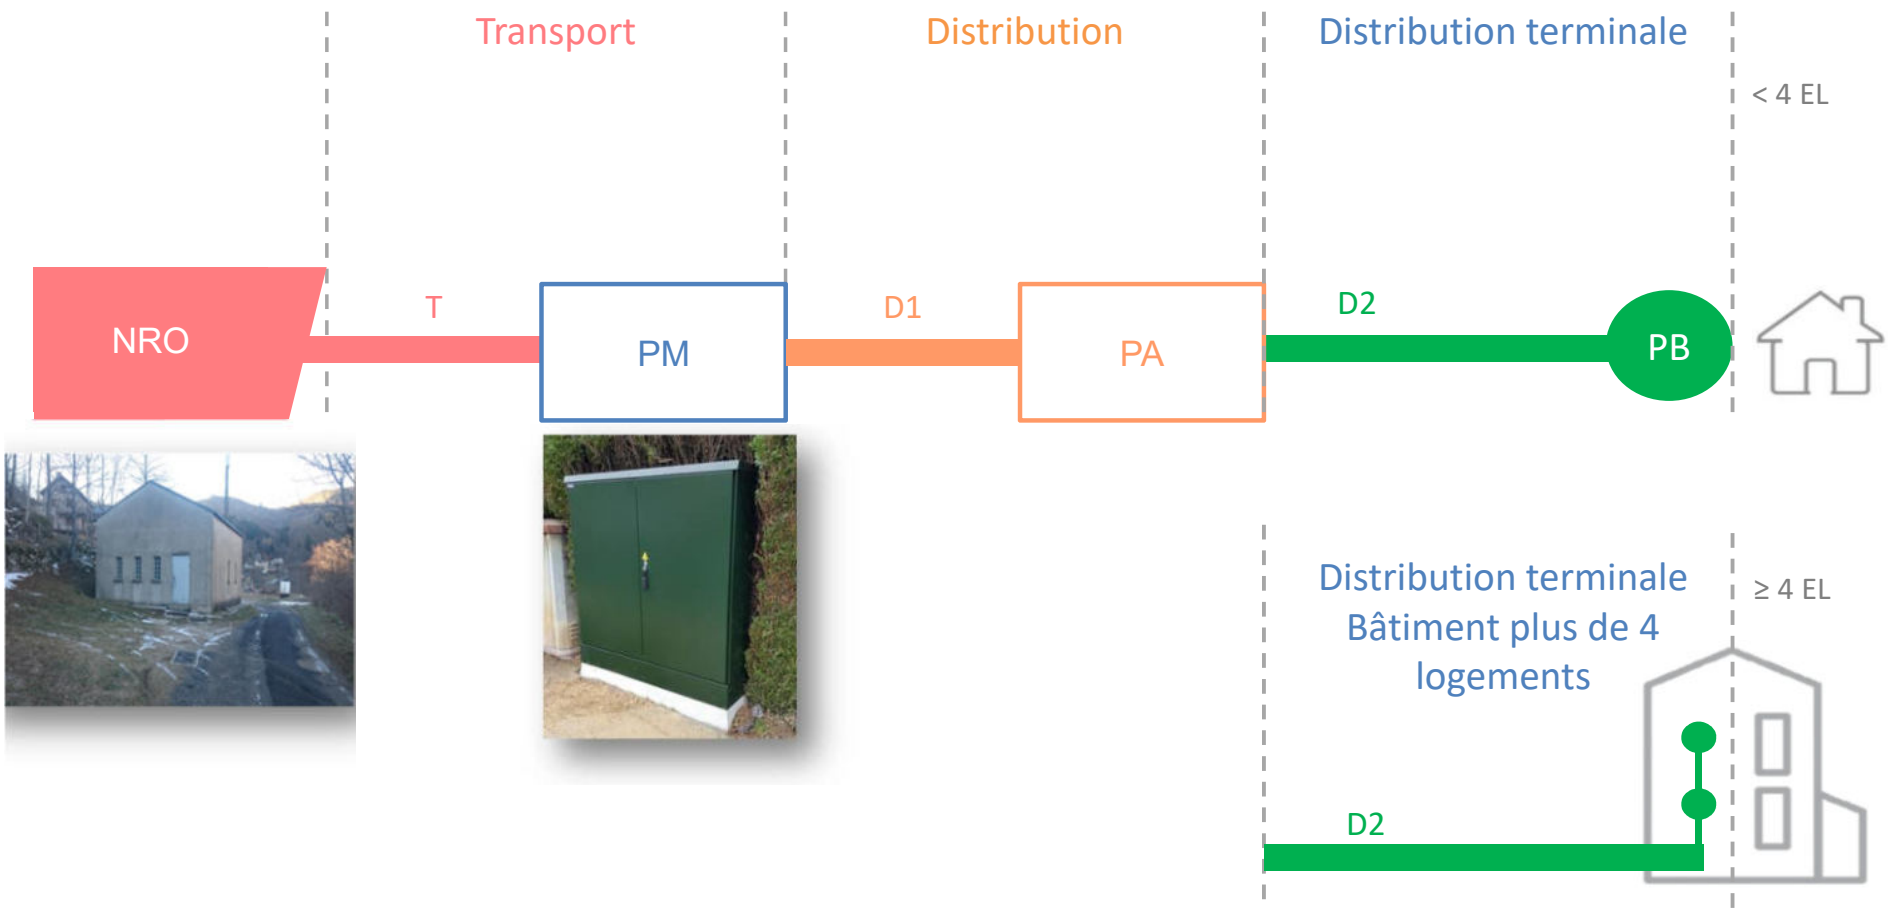 Transport
Distribution
Distribution terminale
< 4 EL
T
D1
D2
NRO
PM
PA
PB
Distribution terminale
Bâtiment plus de 4
logements
≥ 4 EL
D2